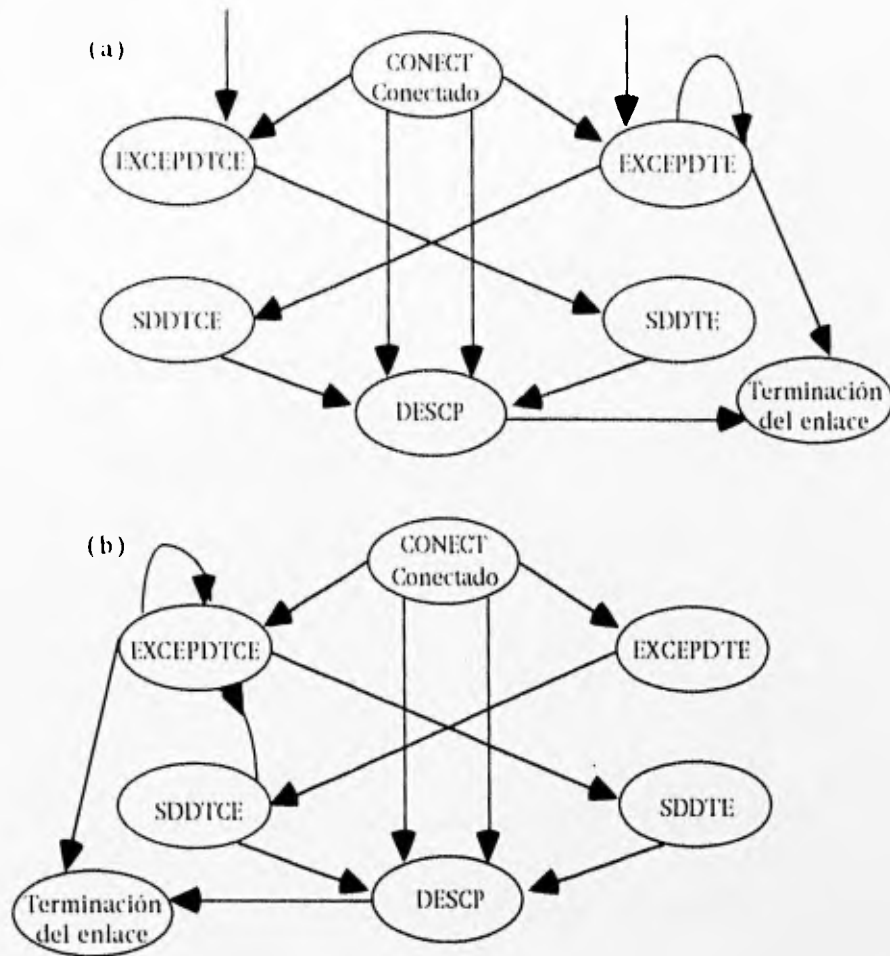 (a)
CONECT
Conectado
EXCEPDTCE
EXCEPDTE
SDDTCE
SDDTE
DESCP
Terminación
del enlace
(b)
CONECT
Conectado
EXCEPDTCE
EXCEPDTE
SDDTCE
SDDTE
DESCP
Terminación
del enlace